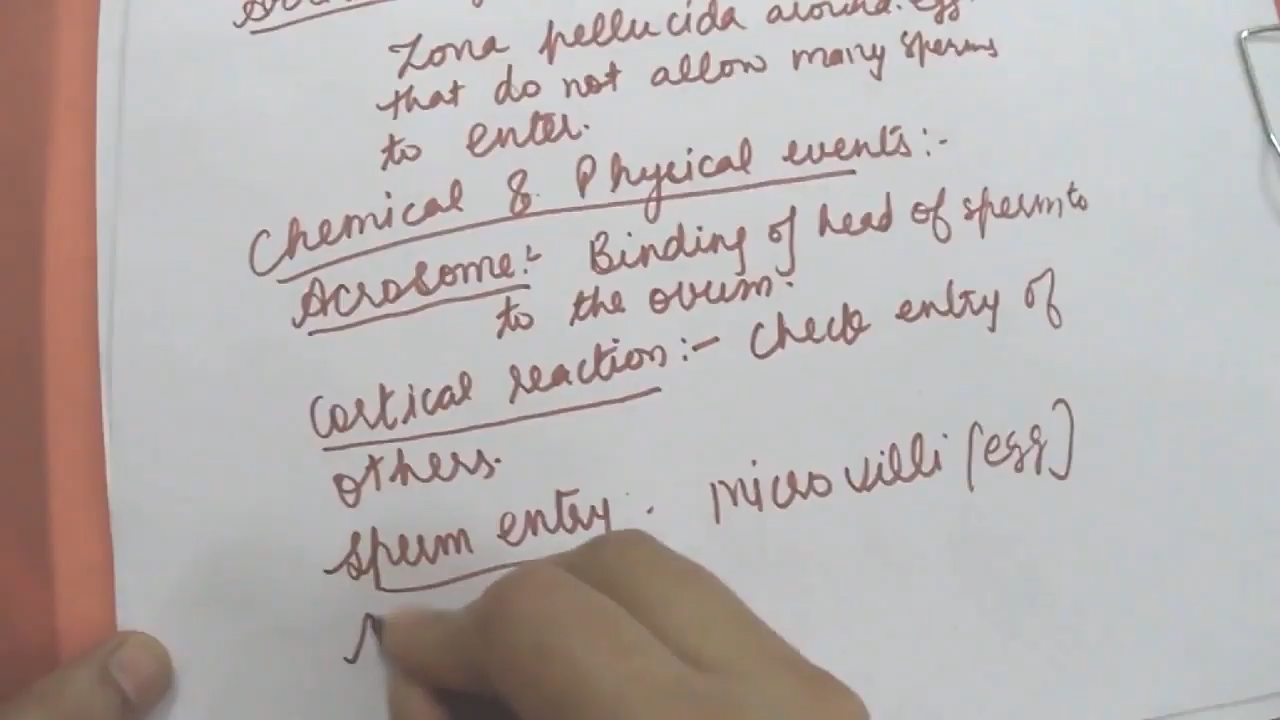 Zona pellucida around egg
that do not allow many sperms
to enter.
Chemical & Physical events:-
Acrosome:- Binding of head of sperm to
to the ovum.
Cortical reaction:- Check entry of
others.
Sperm entry: microvilli (egg)